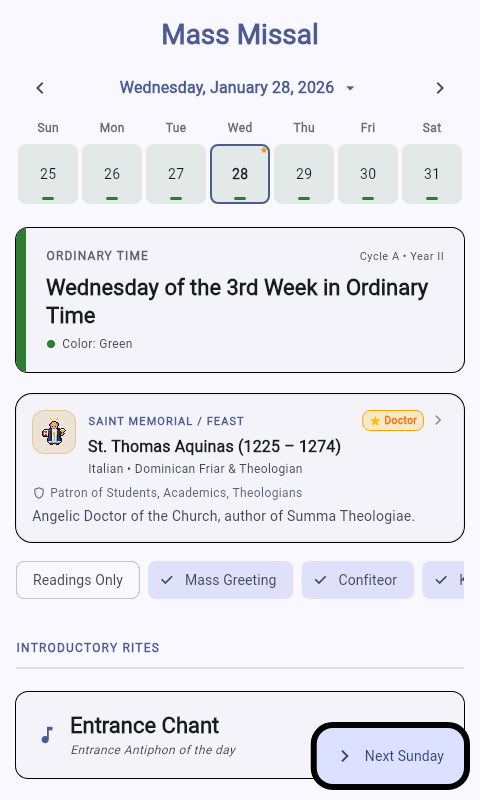 Mass Missal
Wednesday, January 28, 2026
Sun Mon Tue Wed Thu Fri Sat
25 26 27 28 29 30 31
ORDINARY TIME
Cycle A • Year II
Wednesday of the 3rd Week in Ordinary
Time
Color: Green
SAINT MEMORIAL / FEAST
Doctor
St. Thomas Aquinas (1225 – 1274)
Italian • Dominican Friar & Theologian
Patron of Students, Academics, Theologians
Angelic Doctor of the Church, author of Summa Theologiae.
Readings Only Mass Greeting Confiteor
INTRODUCTORY RITES
Entrance Chant
Entrance Antiphon of the day
Next Sunday